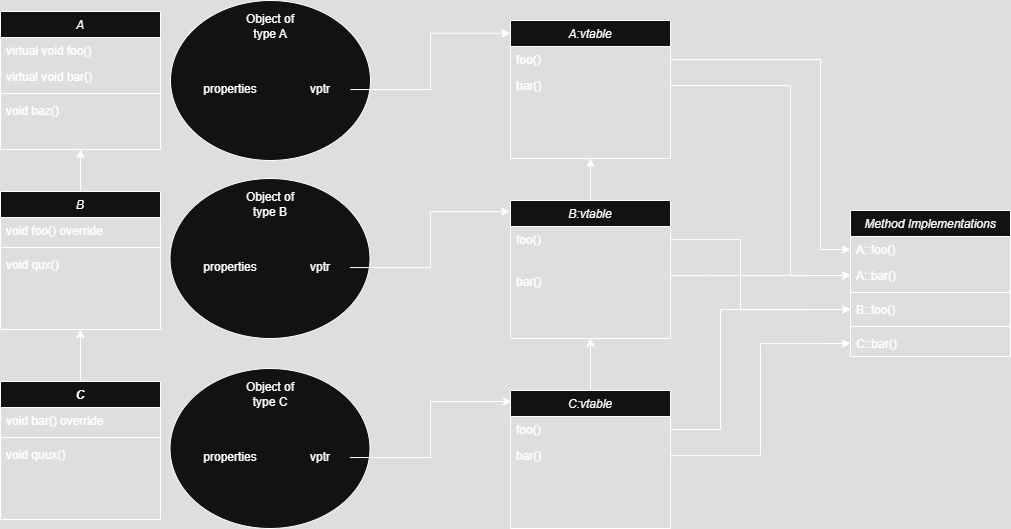 A
virtual void foo()
virtual void bar()
void baz()
Object of
type A
properties
vptr
A:vtable
foo()
bar()
B
void foo() override
void qux()
Object of
type B
properties
vptr
B:vtable
foo()
bar()
Method Implementations
A::foo()
A::bar()
B::foo()
C::bar()
C
void bar() override
void quux()
Object of
type C
properties
vptr
C:vtable
foo()
bar()